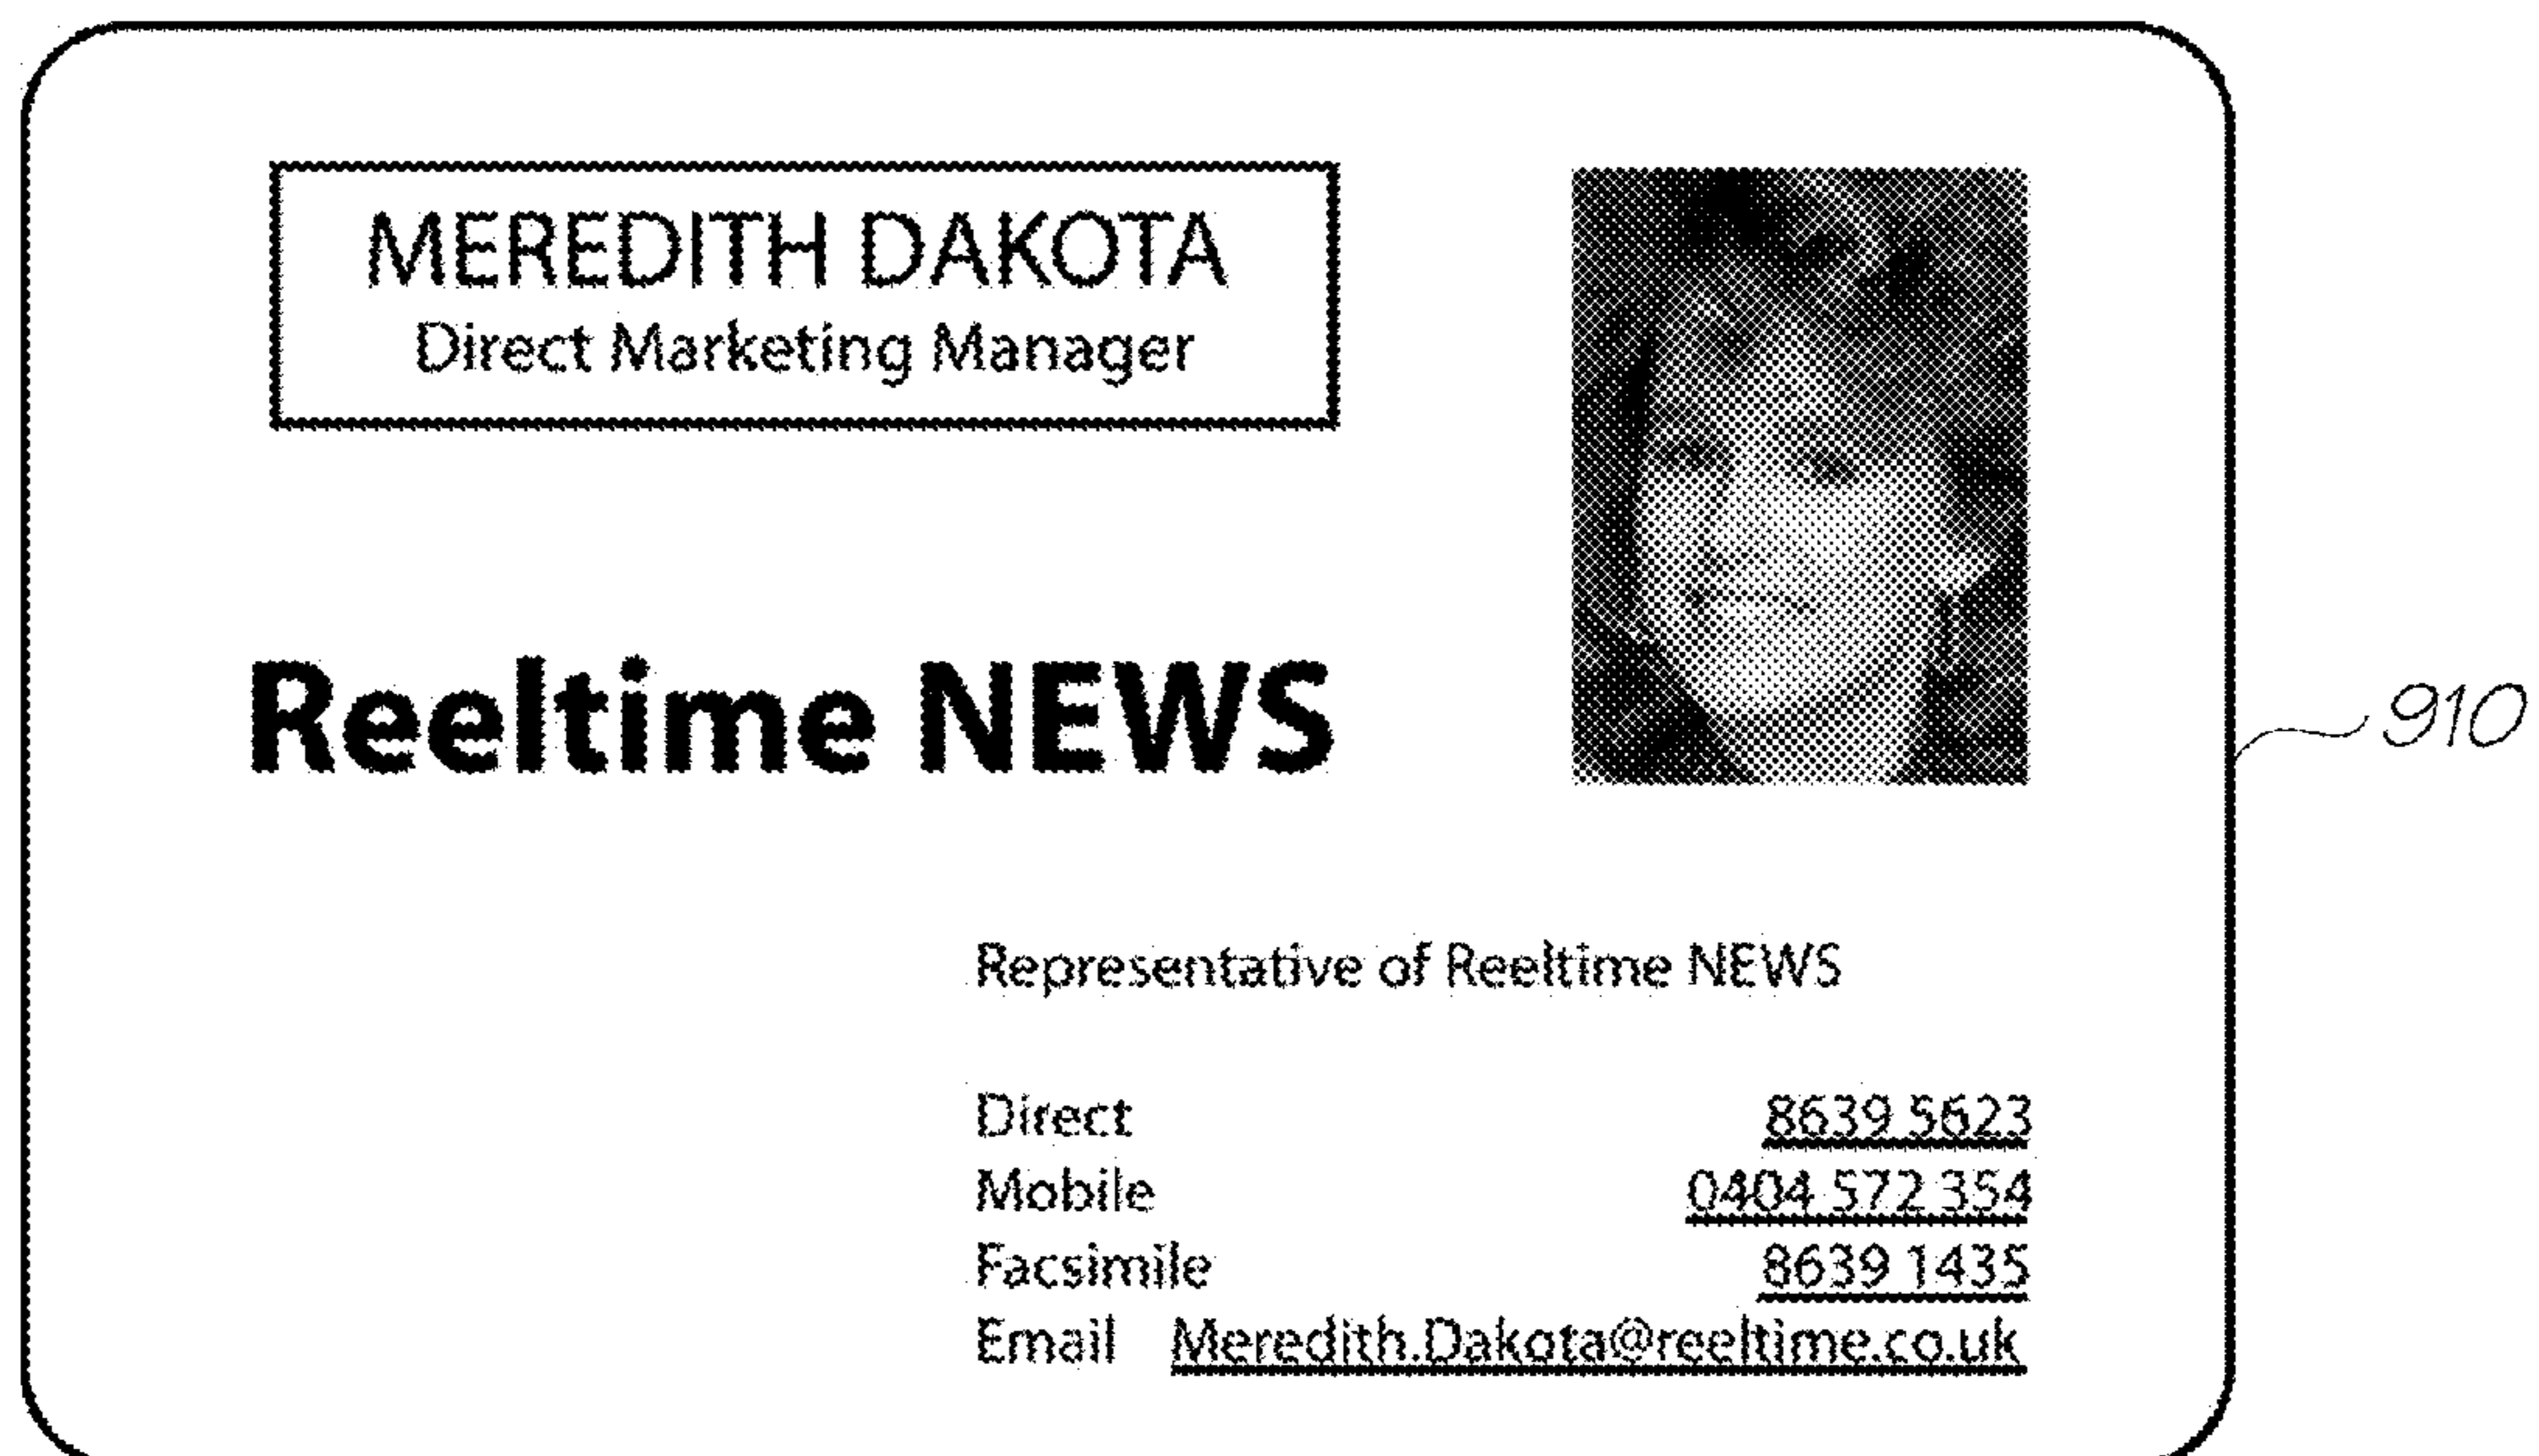 MEREDITH DAKOTA
Direct Marketing Manager
Reeltime NEWS
910
Representative of Reeltime NEWS
Direct 8639 5623
Mobile 0404 572 354
Facsimile 8639 1435
Email Meredith.Dakota@reeltime.co.uk